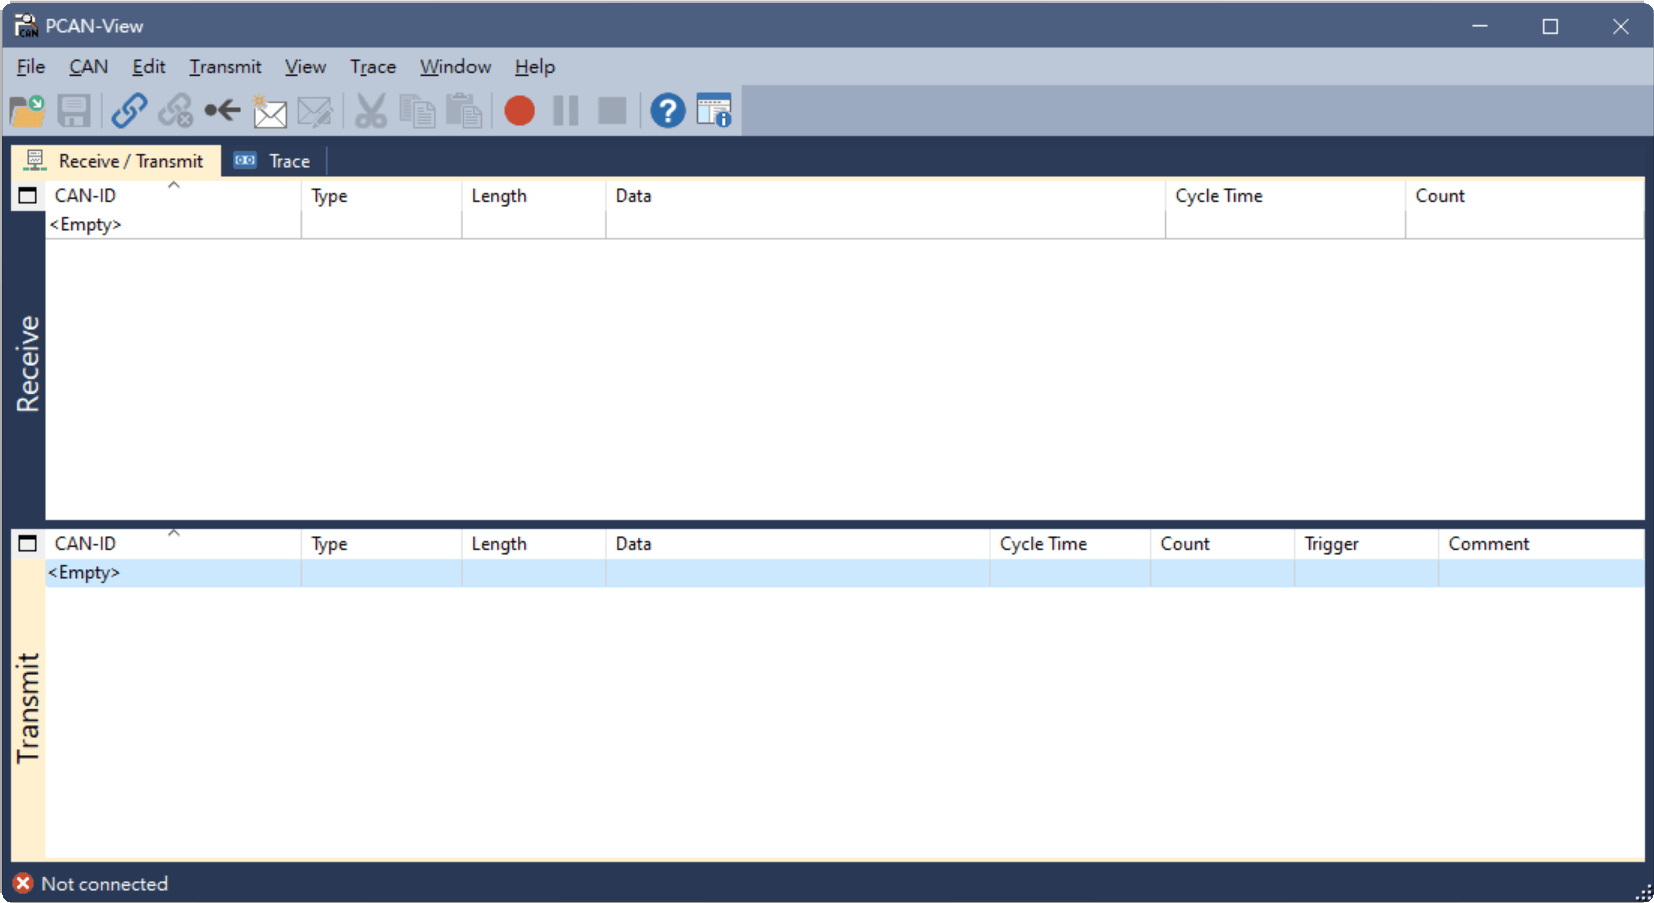 PCAN-View
File CAN Edit Transmit View Trace Window Help
Receive / Transmit Trace
CAN-ID Type Length Data Cycle Time Count
<Empty>
Receive
CAN-ID Type Length Data Cycle Time Count Trigger Comment
<Empty>
Transmit
Not connected